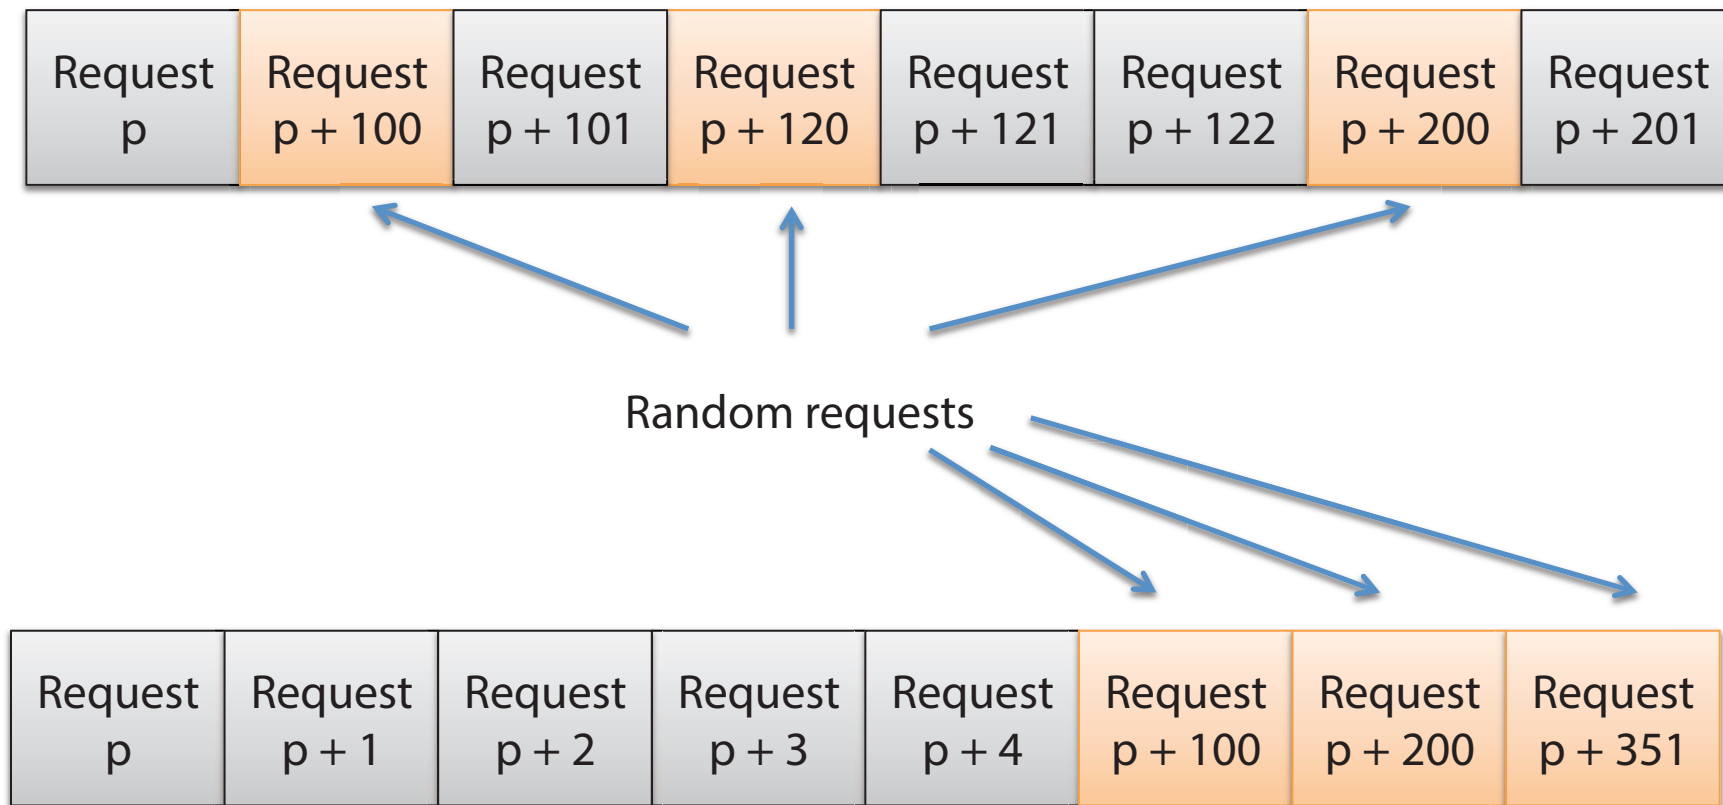 Request
p
Request
p + 100
Request
p + 101
Request
p + 120
Request
p + 121
Request
p + 122
Request
p + 200
Request
p + 201
Random requests
Request
p
Request
p + 1
Request
p + 2
Request
p + 3
Request
p + 4
Request
p + 100
Request
p + 200
Request
p + 351